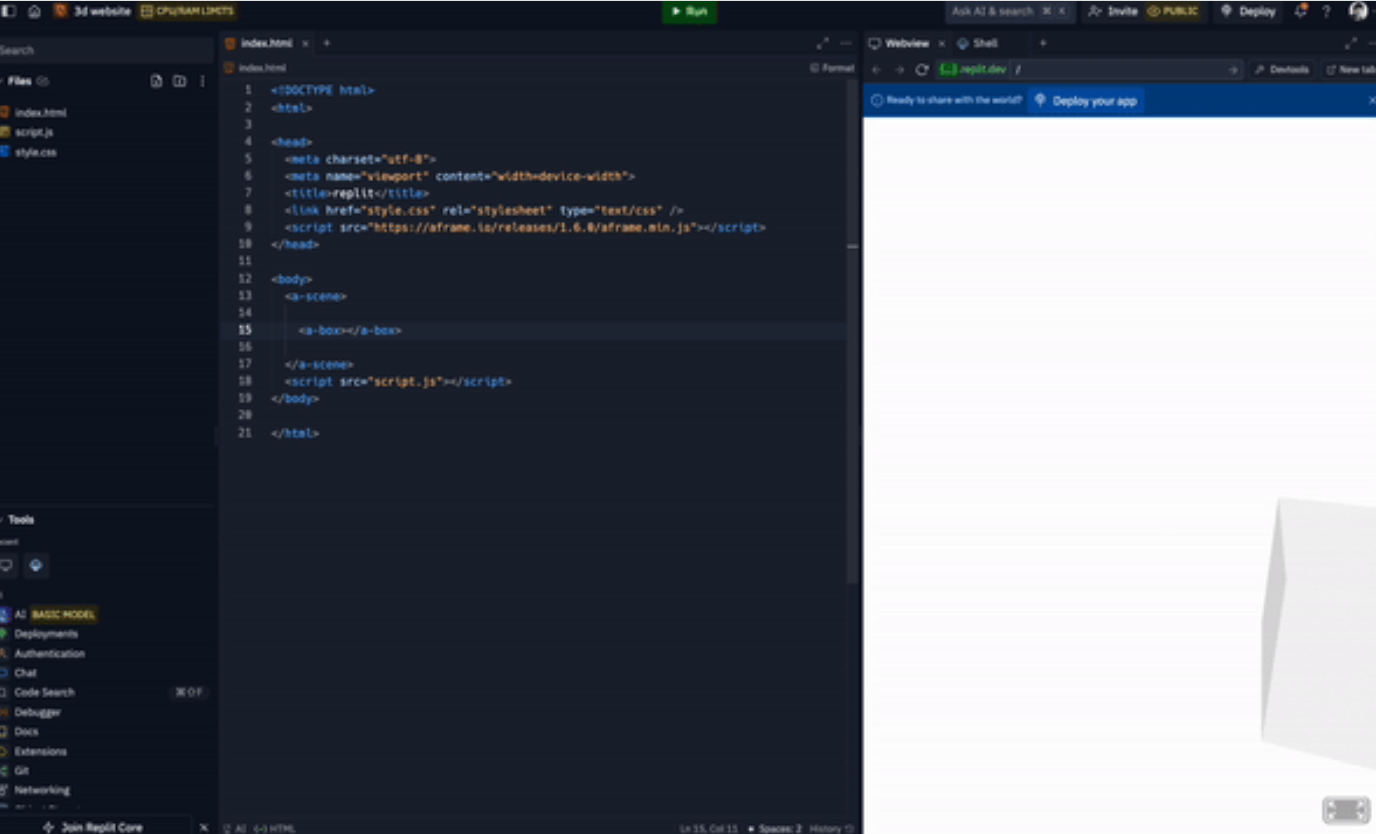 3d website CPU/RAM LIMITS Run Ask AI & search ⌘ K Invite PUBLIC Deploy
Search
Files
index.html
script.js
style.css
Tools
AI BASIC MODEL
Deployments
Authentication
Chat
Code Search ⌘⇧F
Debugger
Docs
Extensions
Git
Networking
Join Replit Core
index.html
index.html Format
1 <!DOCTYPE html>
2 <html>
3
4 <head>
5 <meta charset="utf-8">
6 <meta name="viewport" content="width=device-width">
7 <title>replit</title>
8 <link href="style.css" rel="stylesheet" type="text/css" />
9 <script src="https://aframe.io/releases/1.6.0/aframe.min.js"></script>
10 </head>
11
12 <body>
13 <a-scene>
14
15 <a-box></a-box>
16
17 </a-scene>
18 <script src="script.js"></script>
19 </body>
20
21 </html>
AI HTML Ln 15, Col 11 Spaces: 2 History
Webview Shell
.replit.dev / Devtools New tab
Ready to share with the world? Deploy your app